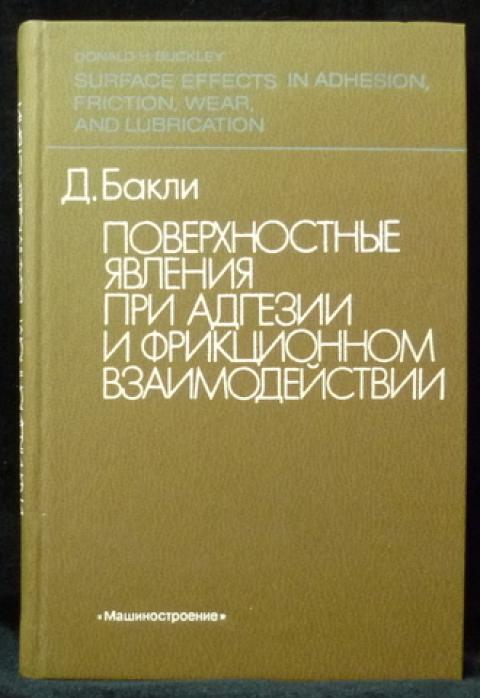 DONALD H. BUCKLEY
SURFACE EFFECTS IN ADHESION,
FRICTION, WEAR,
AND LUBRICATION
Д. Бакли
ПОВЕРХНОСТНЫЕ
ЯВЛЕНИЯ
ПРИ АДГЕЗИИ
И ФРИКЦИОННОМ
ВЗАИМОДЕЙСТВИИ
«Машиностроение»